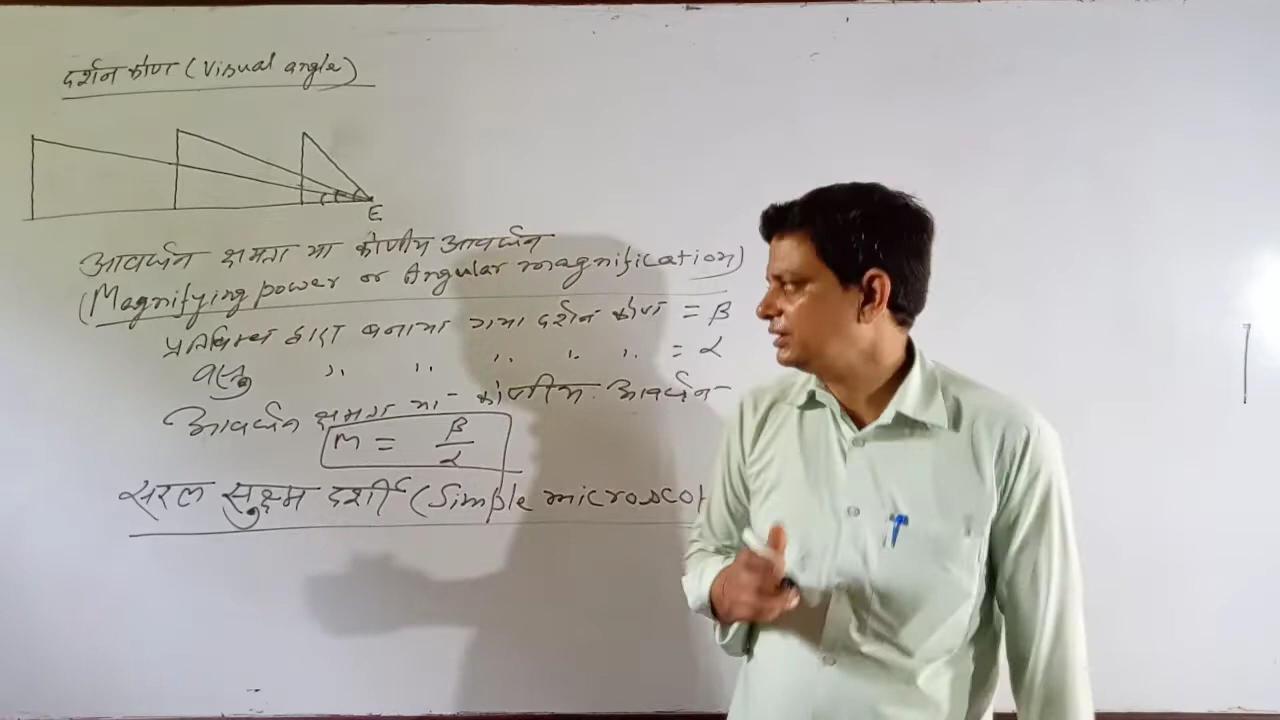 दर्शन कोण (Visual angle)
E
आवर्धन क्षमता या कोणीय आवर्धन
(Magnifying power or Angular magnification)
प्रतिबिम्ब द्वारा बनाया गया दर्शन कोण = β
वस्तु ,, ,, ,, ,, ,, = α
आवर्धन क्षमता या - कोणीय आवर्धन -
M = β/α
सरल सुक्ष्म दर्शी (Simple microscop